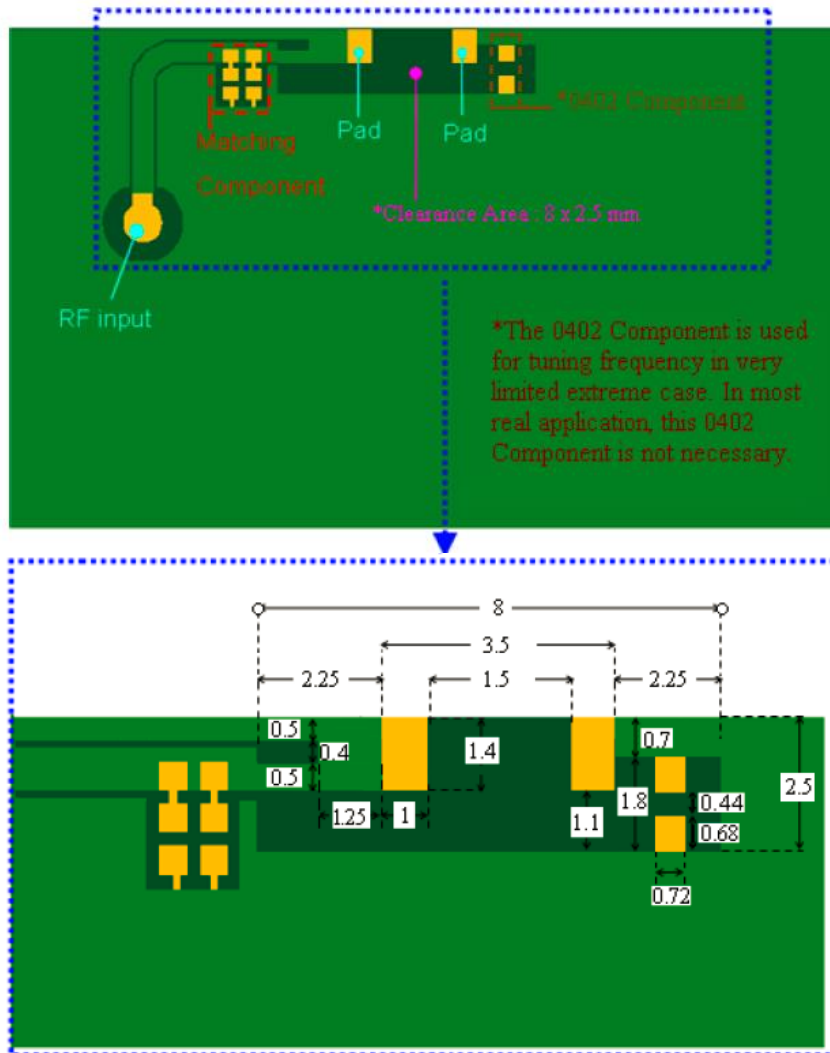 Pad
Pad
*0402 Component
Matching
Component
*Clearance Area : 8 x 2.5 mm
RF input
*The 0402 Component is used
for tuning frequency in very
limited extreme case. In most
real application, this 0402
Component is not necessary.
8
3.5
2.25
1.5
2.25
0.5
0.4
0.5
1.4
0.7
1.8
2.5
0.44
0.68
1.25
1
1.1
0.72